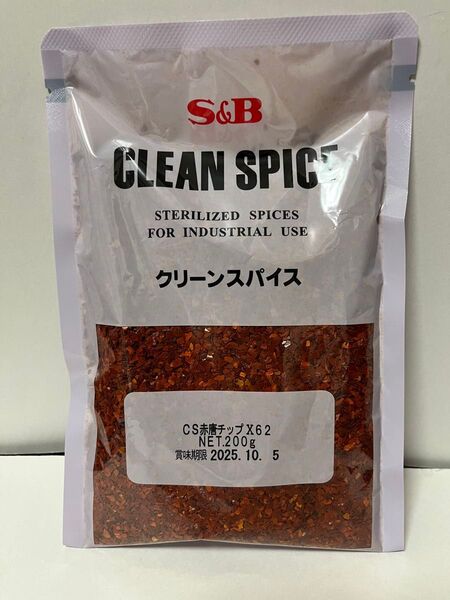 S&B
CLEAN SPICE
STERILIZED SPICES
FOR INDUSTRIAL USE
クリーンスパイス
CS赤唐チップX62
NET.200g
賞味期限 2025.10. 5